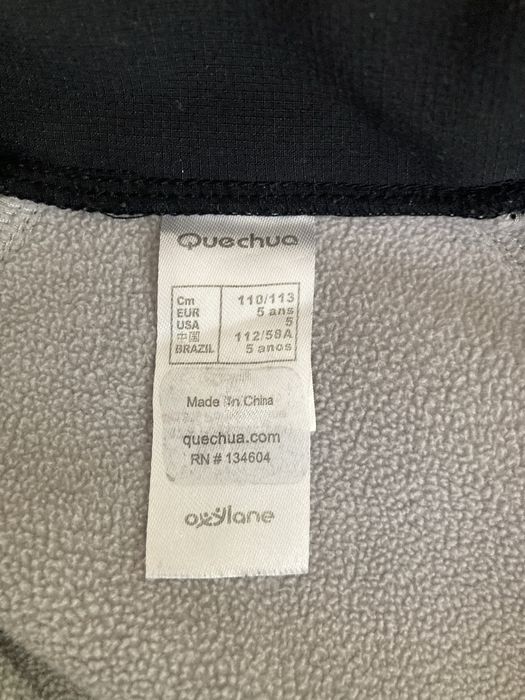 Quechua
Cm 110/113
EUR 5 ans
USA 5
中国 112/58A
BRAZIL 5 anos
Made In China
quechua.com
RN # 134604
oxylane